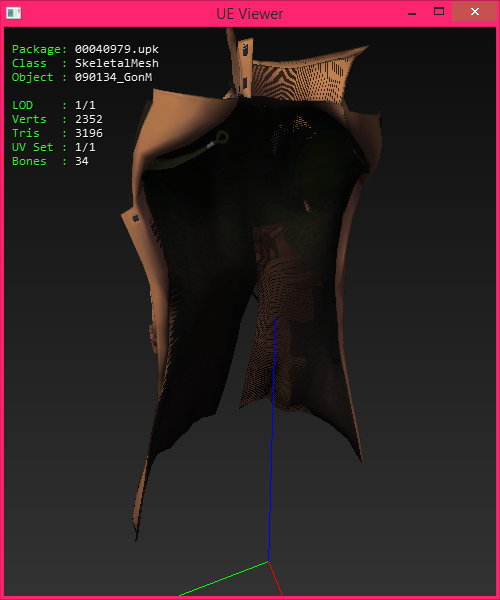 UE Viewer
Package: 00040979.upk
Class  : SkeletalMesh
Object : 090134_GonM
LOD    : 1/1
Verts  : 2352
Tris   : 3196
UV Set : 1/1
Bones  : 34